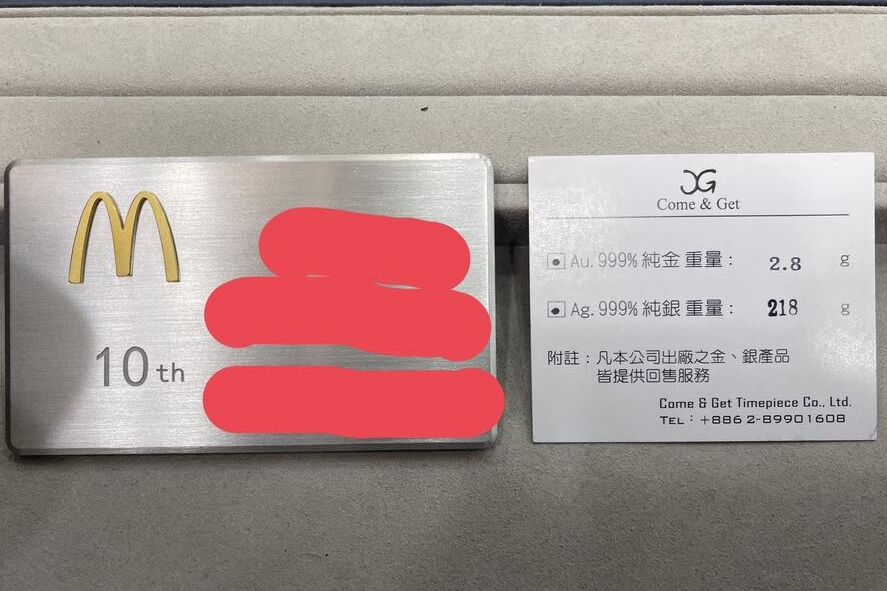 M
10th
CG
Come & Get
Au. 999% 純金 重量： 2.8 g
Ag. 999% 純銀 重量： 218 g
附註：凡本公司出廠之金、銀產品
皆提供回售服務
Come & Get Timepiece Co., Ltd.
TEL：+886 2-89901608